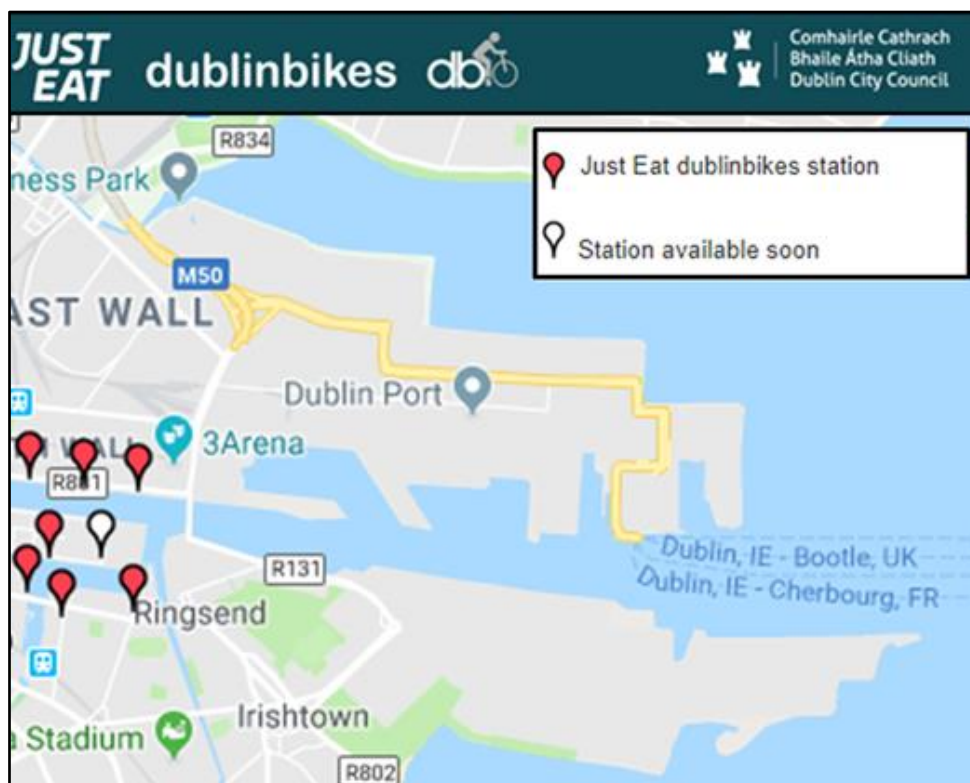 JUST
EAT
dublinbikes
db
Comhairle Cathrach
Bhaile Átha Cliath
Dublin City Council
R834
Just Eat dublinbikes station
ness Park
Station available soon
M50
AST WALL
Dublin Port
3Arena
WALL
Dublin, IE - Bootle, UK
R131
Dublin, IE - Cherbourg, FR
Ringsend
Irishtown
Stadium
R802